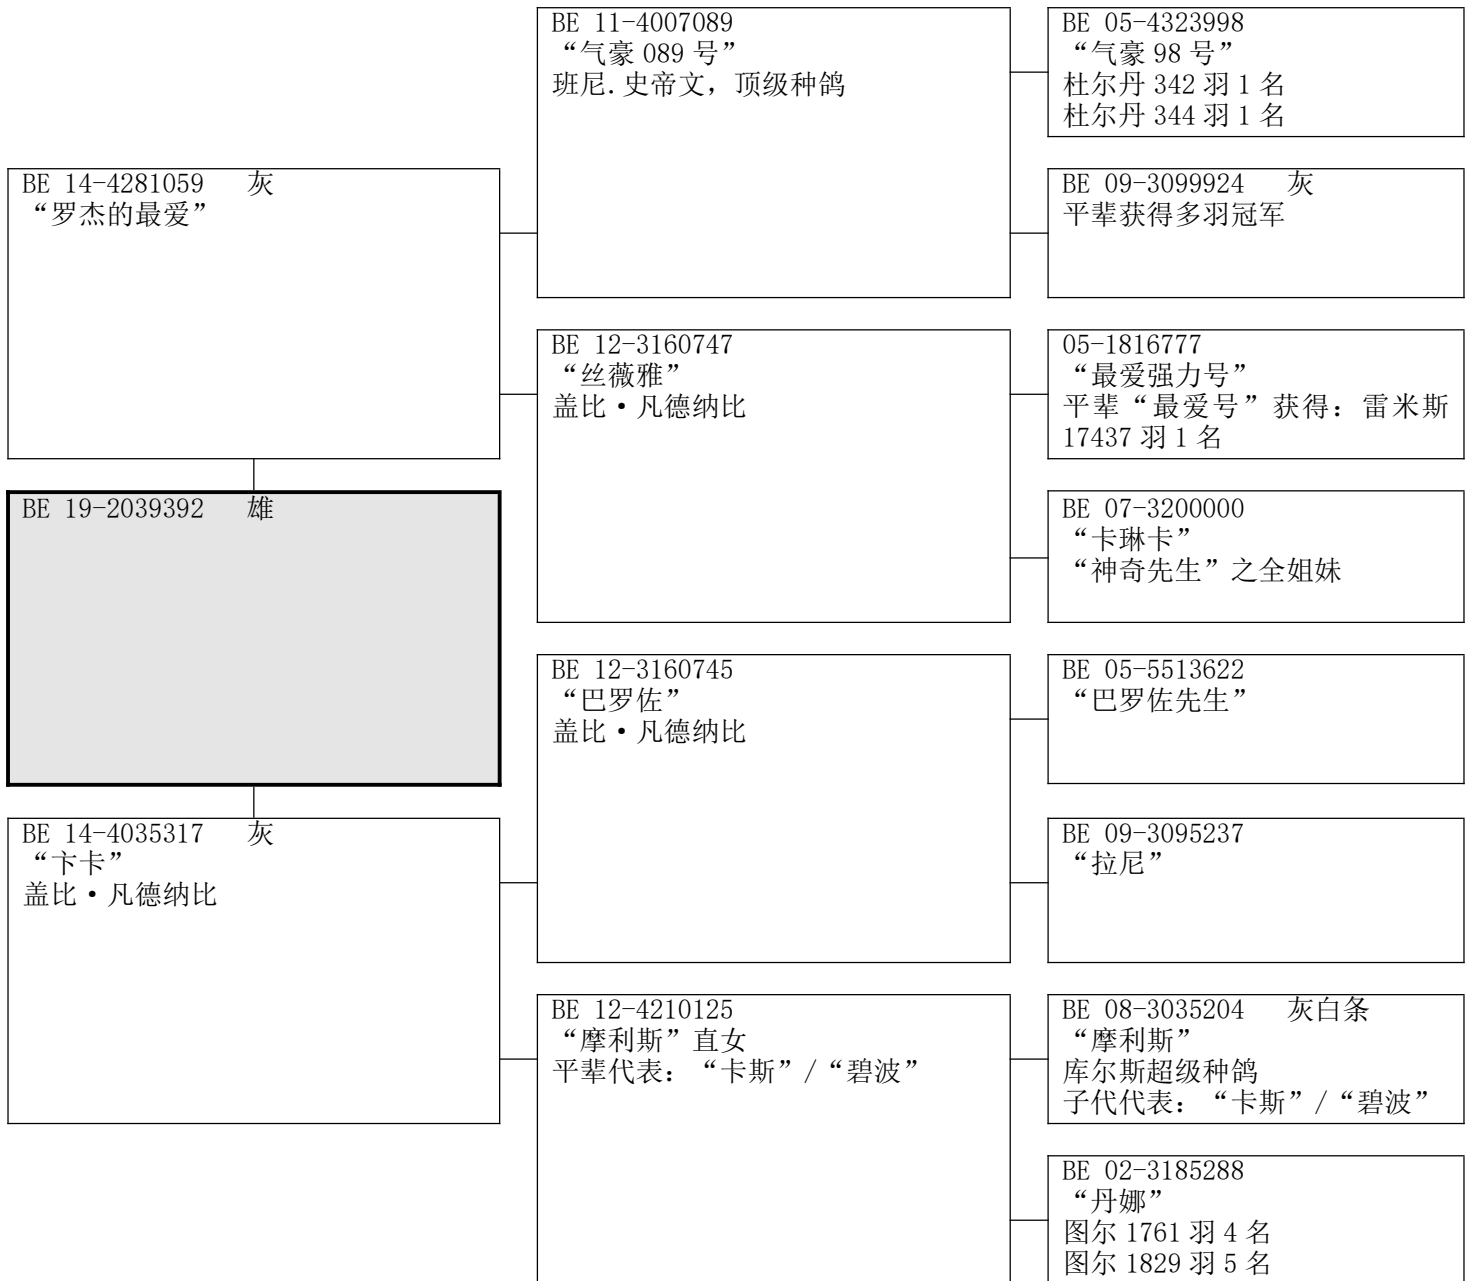 BE 11-4007089
“气豪 089 号”
班尼.史帝文，顶级种鸽
BE 05-4323998
“气豪 98 号”
杜尔丹 342 羽 1 名
杜尔丹 344 羽 1 名
BE 14-4281059 灰
“罗杰的最爱”
BE 09-3099924 灰
平辈获得多羽冠军
BE 12-3160747
“丝薇雅”
盖比·凡德纳比
05-1816777
“最爱强力号”
平辈“最爱号”获得：雷米斯
17437 羽 1 名
BE 19-2039392 雄
BE 07-3200000
“卡琳卡”
“神奇先生”之全姐妹
BE 12-3160745
“巴罗佐”
盖比·凡德纳比
BE 05-5513622
“巴罗佐先生”
BE 14-4035317 灰
“卞卡”
盖比·凡德纳比
BE 09-3095237
“拉尼”
BE 12-4210125
“摩利斯”直女
平辈代表：“卡斯”/“碧波”
BE 08-3035204 灰白条
“摩利斯”
库尔斯超级种鸽
子代代表：“卡斯”/“碧波”
BE 02-3185288
“丹娜”
图尔 1761 羽 4 名
图尔 1829 羽 5 名